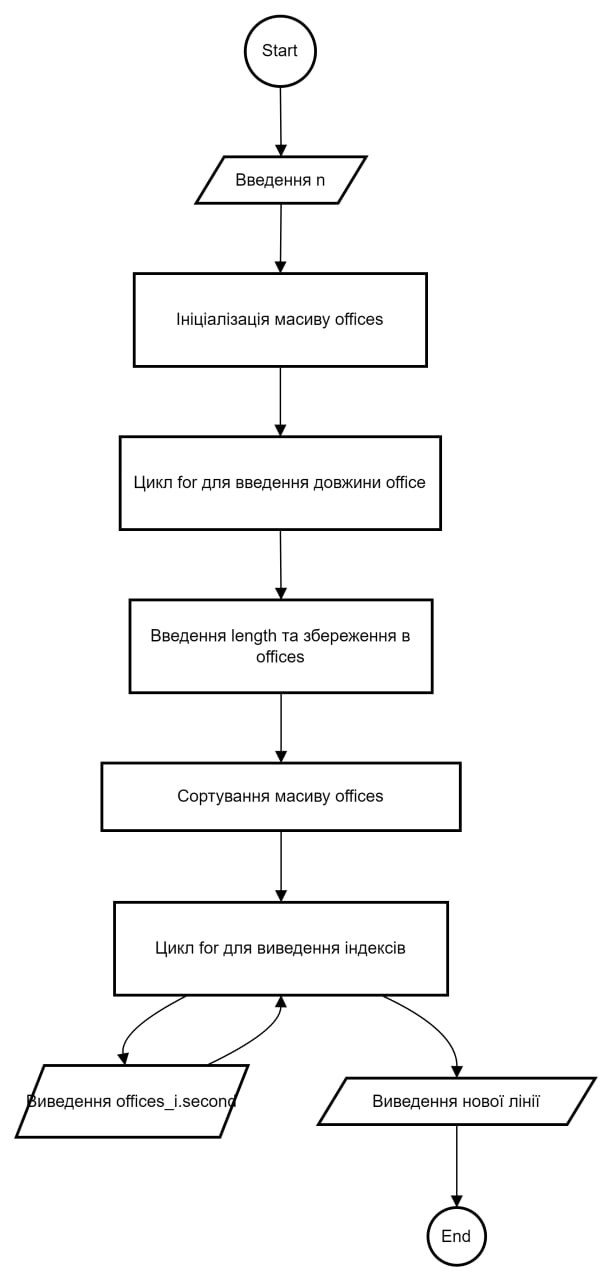 Start
Введення n
Ініціалізація масиву offices
Цикл for для введення довжини office
Введення length та збереження в
offices
Сортування масиву offices
Цикл for для виведення індексів
Виведення offices_i.second
Виведення нової лінії
End